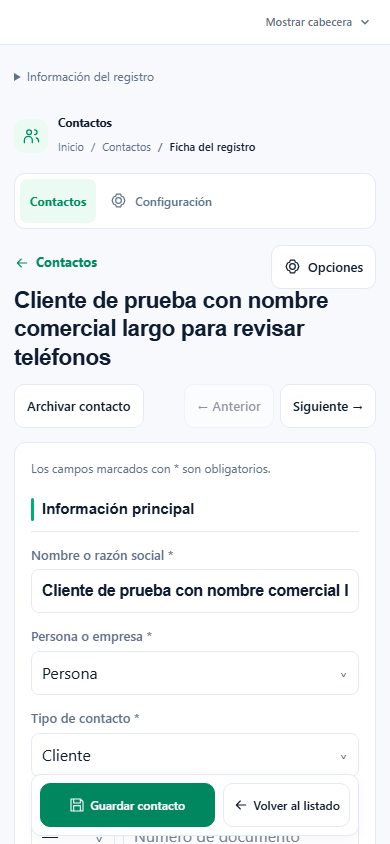 Mostrar cabecera
Información del registro
Contactos
Inicio / Contactos / Ficha del registro
Contactos
Configuración
← Contactos
Opciones
Cliente de prueba con nombre
comercial largo para revisar
teléfonos
Archivar contacto
← Anterior
Siguiente →
Los campos marcados con * son obligatorios.
Información principal
Nombre o razón social *
Cliente de prueba con nombre comercial l
Persona o empresa *
Persona
Tipo de contacto *
Cliente
Guardar contacto
← Volver al listado
Número de documento